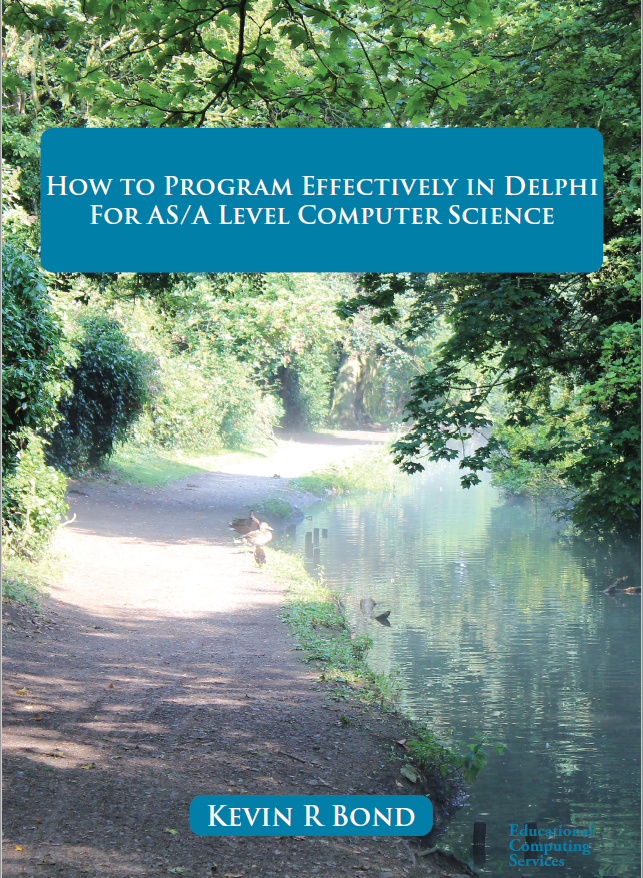 How to Program Effectively in Delphi
For AS/A Level Computer Science
Kevin R Bond
Educational
Computing
Services